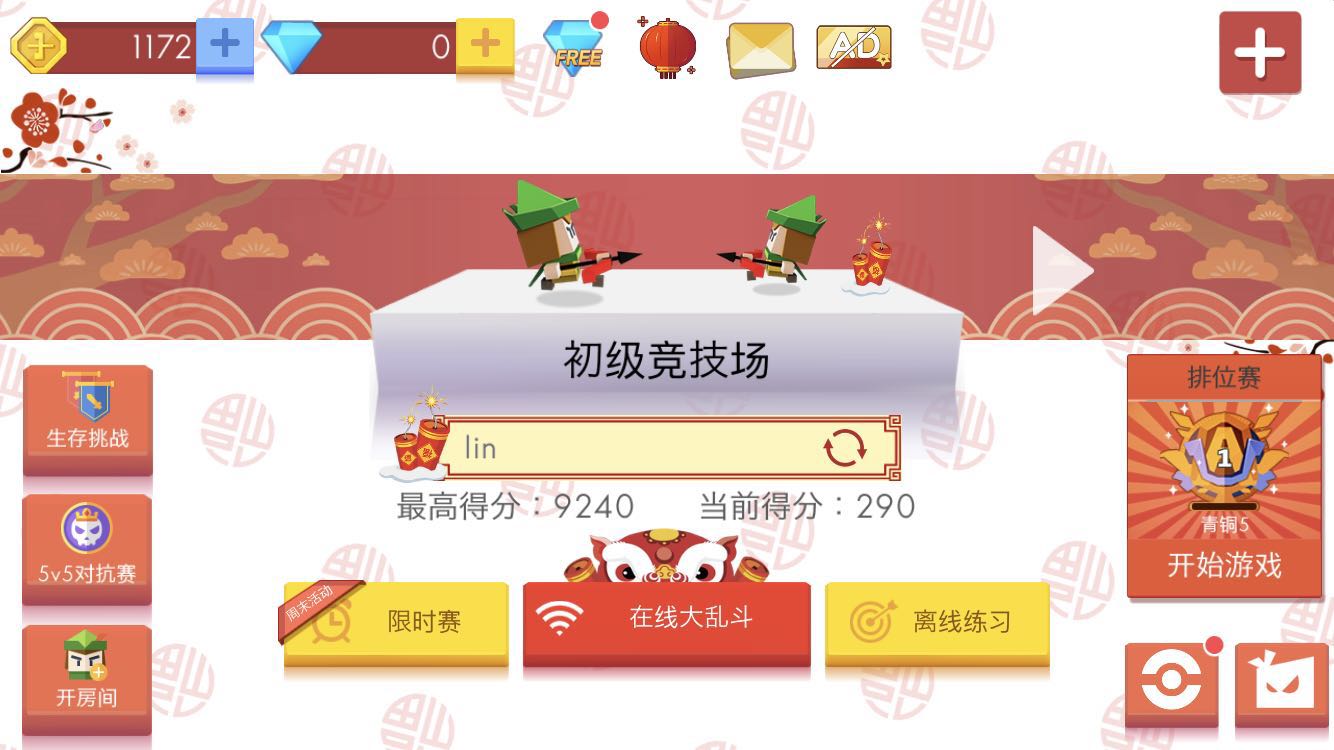 1172
0
FREE
AD
初级竞技场
lin
最高得分：9240 当前得分：290
生存挑战
5v5对抗赛
开房间
排位赛
A
1
青铜5
开始游戏
周末活动
限时赛
在线大乱斗
离线练习